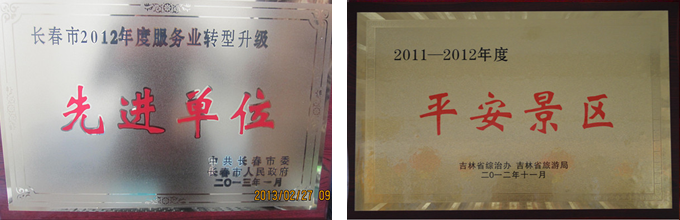 长春市2012年度服务业转型升级
先进单位
中共长春市委
长春市人民政府
二〇一三年一月
2013/02/27 09
2011—2012年度
平安景区
吉林省综治办 吉林省旅游局
二〇一二年十一月